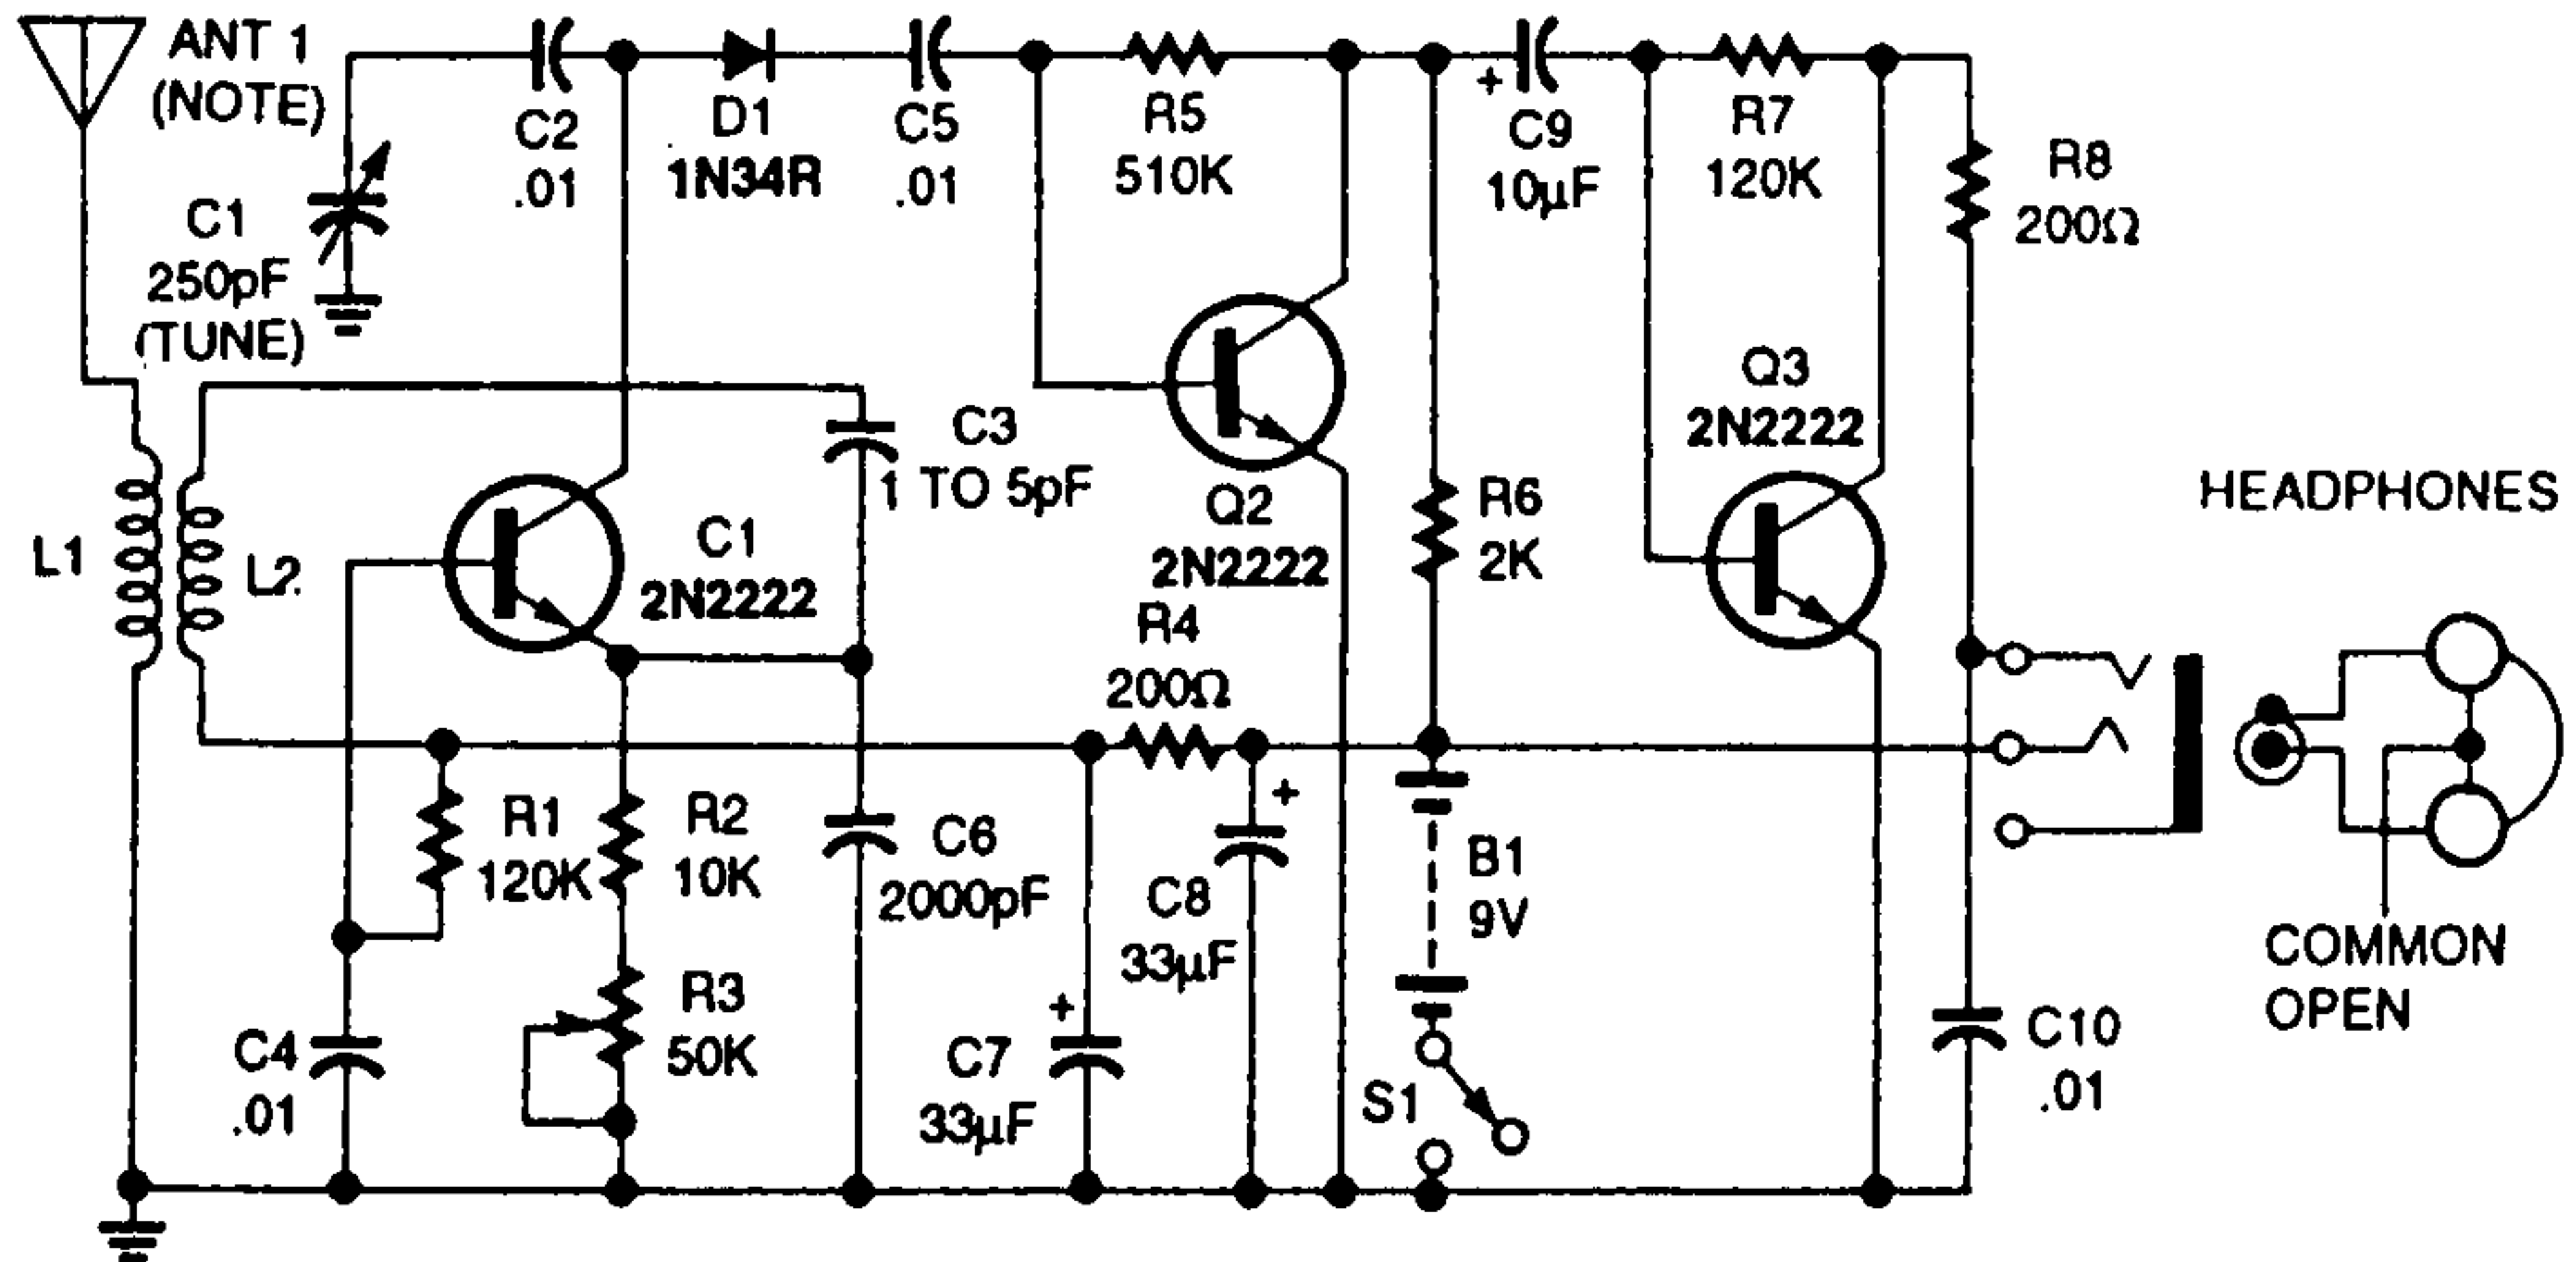 ANT 1
(NOTE)
C1
250pF
(TUNE)
C2
.01
D1
1N34R
C5
.01
R5
510K
+
C9
10µF
R7
120K
R8
200Ω
L1
L2
C1
2N2222
C3
1 TO 5pF
Q2
2N2222
R6
2K
Q3
2N2222
HEADPHONES
R4
200Ω
R1
120K
R2
10K
C6
2000pF
+
C8
33µF
B1
9V
COMMON
OPEN
C4
.01
R3
50K
+
C7
33µF
S1
C10
.01